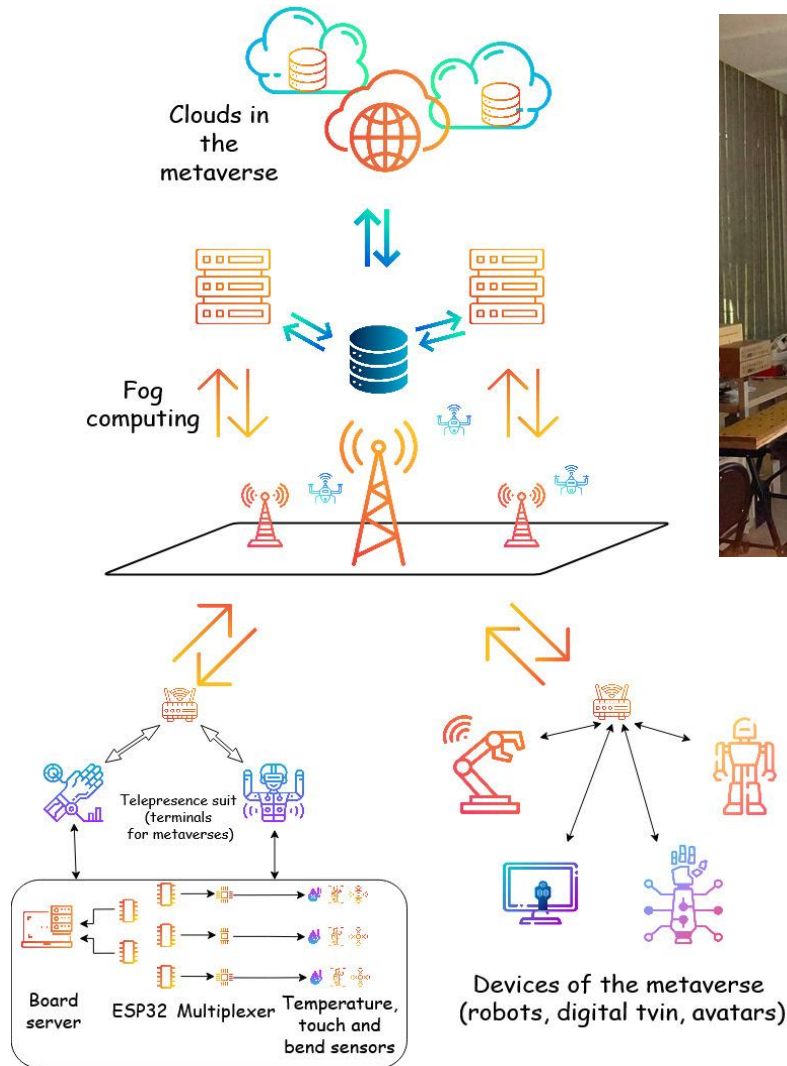 Clouds in
the
metaverse
Fog
computing
Telepresence suit
(terminals
for metaverses)
Board
server
ESP32
Multiplexer
Temperature,
touch and
bend sensors
Devices of the metaverse
(robots, digital tvin, avatars)